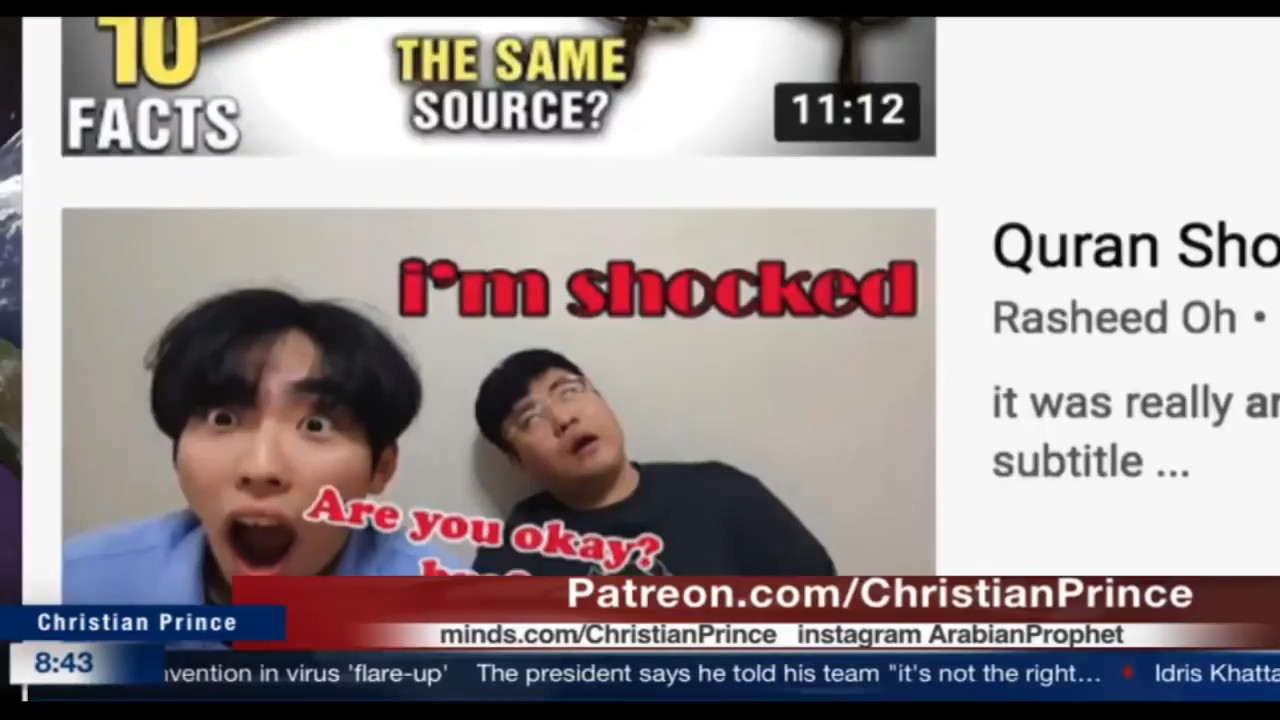 10
FACTS
THE SAME
SOURCE?
11:12
i'm shocked
Are you okay?
Quran Sho
Rasheed Oh •
it was really
subtitle ...
Patreon.com/ChristianPrince
minds.com/ChristianPrince instagram ArabianProphet
Christian Prince
8:43
nvention in virus 'flare-up' The president says he told his team "it's not the right... Idris Khatta